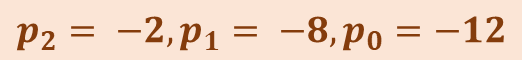 p₂ = −2, p₁ = −8, p₀ = −12